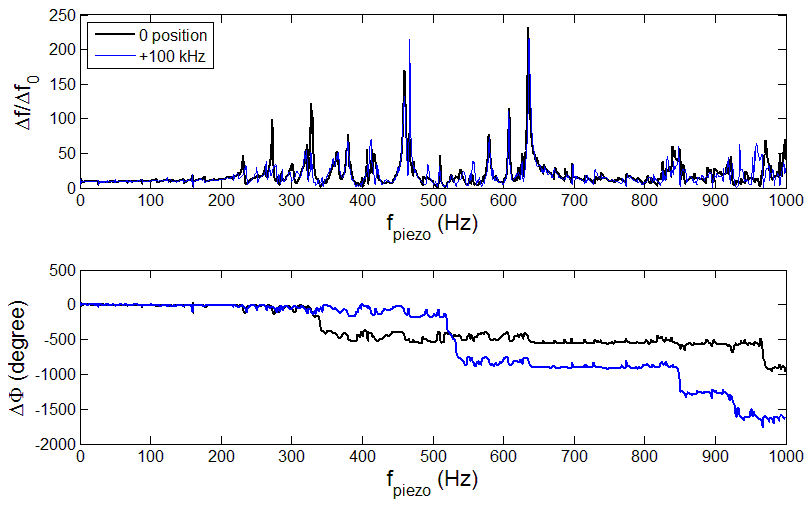 250
200
150
100
50
0
Δf/Δf0
0 position
+100 kHz
0 100 200 300 400 500 600 700 800 900 1000
fpiezo (Hz)
500
0
-500
-1000
-1500
-2000
ΔΦ (degree)
0 100 200 300 400 500 600 700 800 900 1000
fpiezo (Hz)